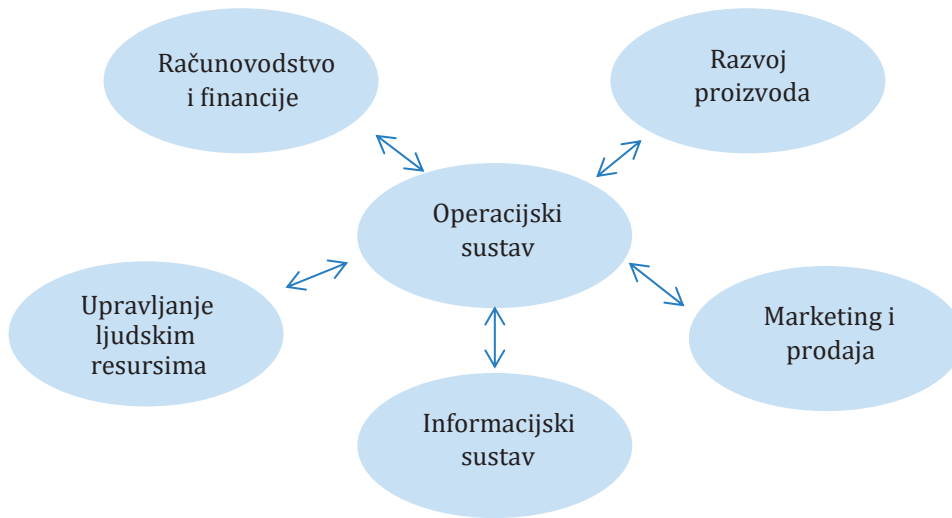 Računovodstvo
i financije
Razvoj
proizvoda
Operacijski
sustav
Upravljanje
ljudskim
resursima
Marketing i
prodaja
Informacijski
sustav